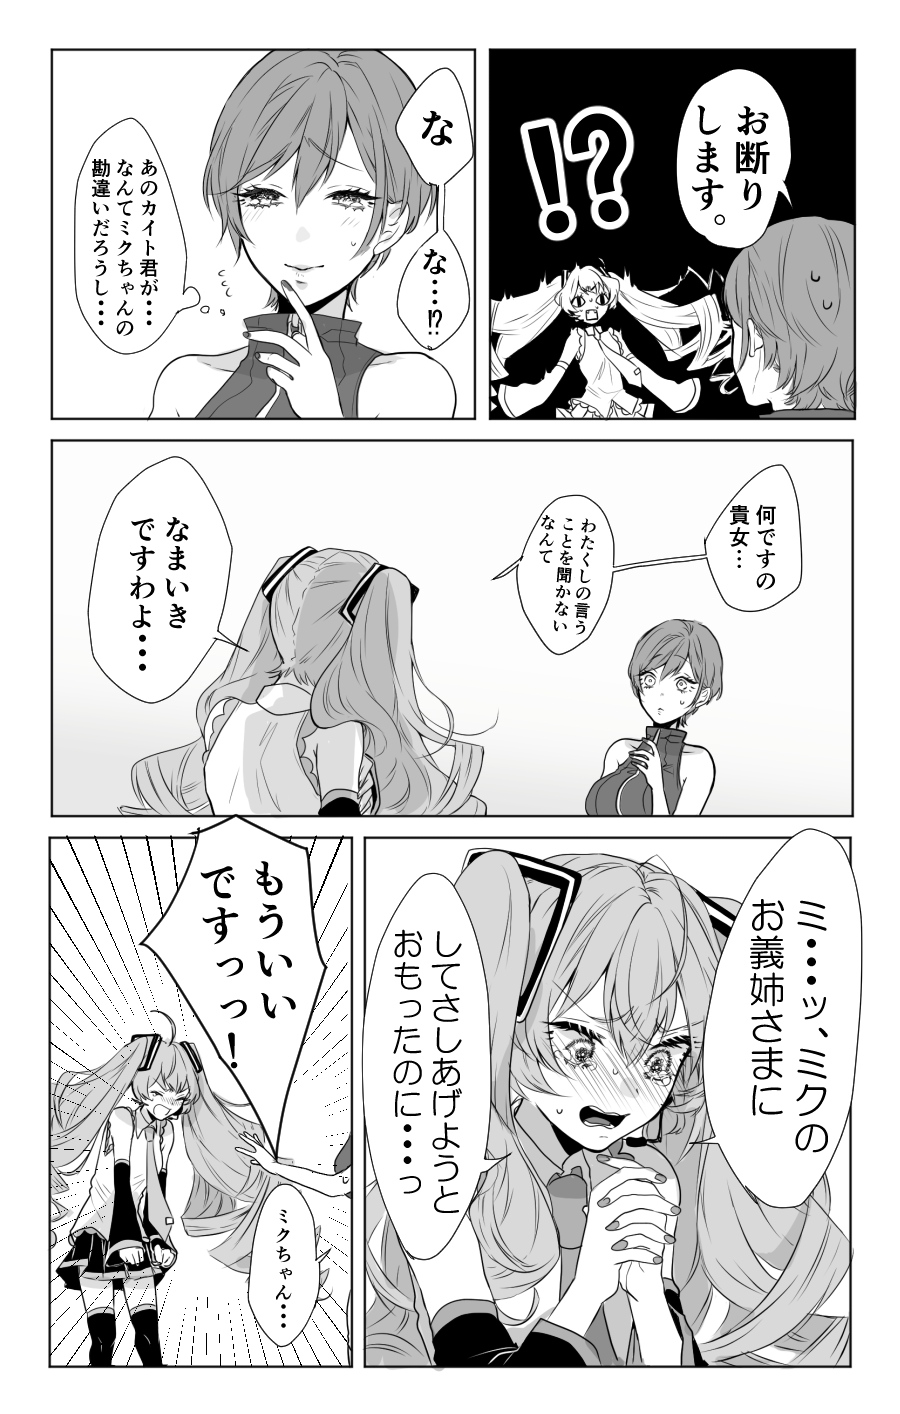 お断り
します。
!?
な
な…!?
あのカイト君が…
なんてミクちゃんの
勘違いだろうし…
何ですの
貴女…
わたくしの言う
ことを聞かない
なんて
なまいき
ですわよ…
ミ…ッ、ミクの
お義姉さまに
してさしあげようと
おもったのに…っ
もういい
ですっっ！
ミクちゃん…